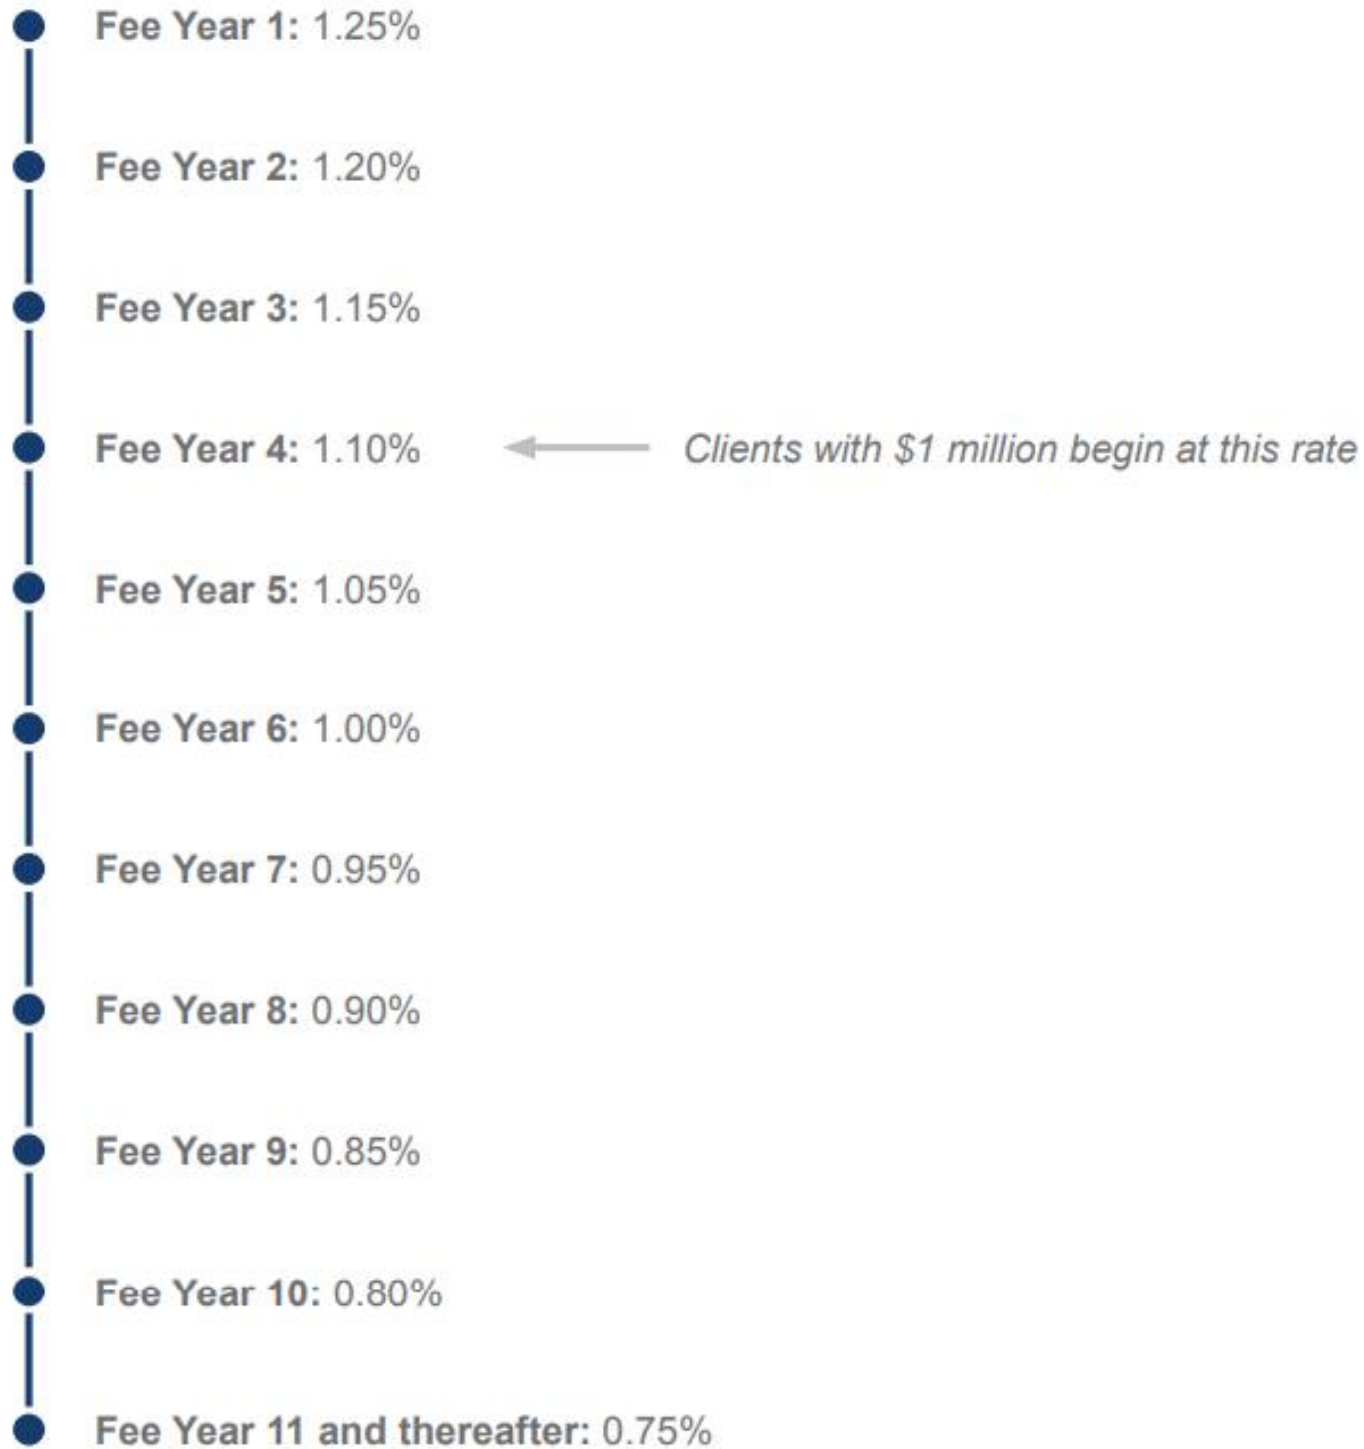 Fee Year 1: 1.25%
Fee Year 2: 1.20%
Fee Year 3: 1.15%
Fee Year 4: 1.10% Clients with $1 million begin at this rate
Fee Year 5: 1.05%
Fee Year 6: 1.00%
Fee Year 7: 0.95%
Fee Year 8: 0.90%
Fee Year 9: 0.85%
Fee Year 10: 0.80%
Fee Year 11 and thereafter: 0.75%